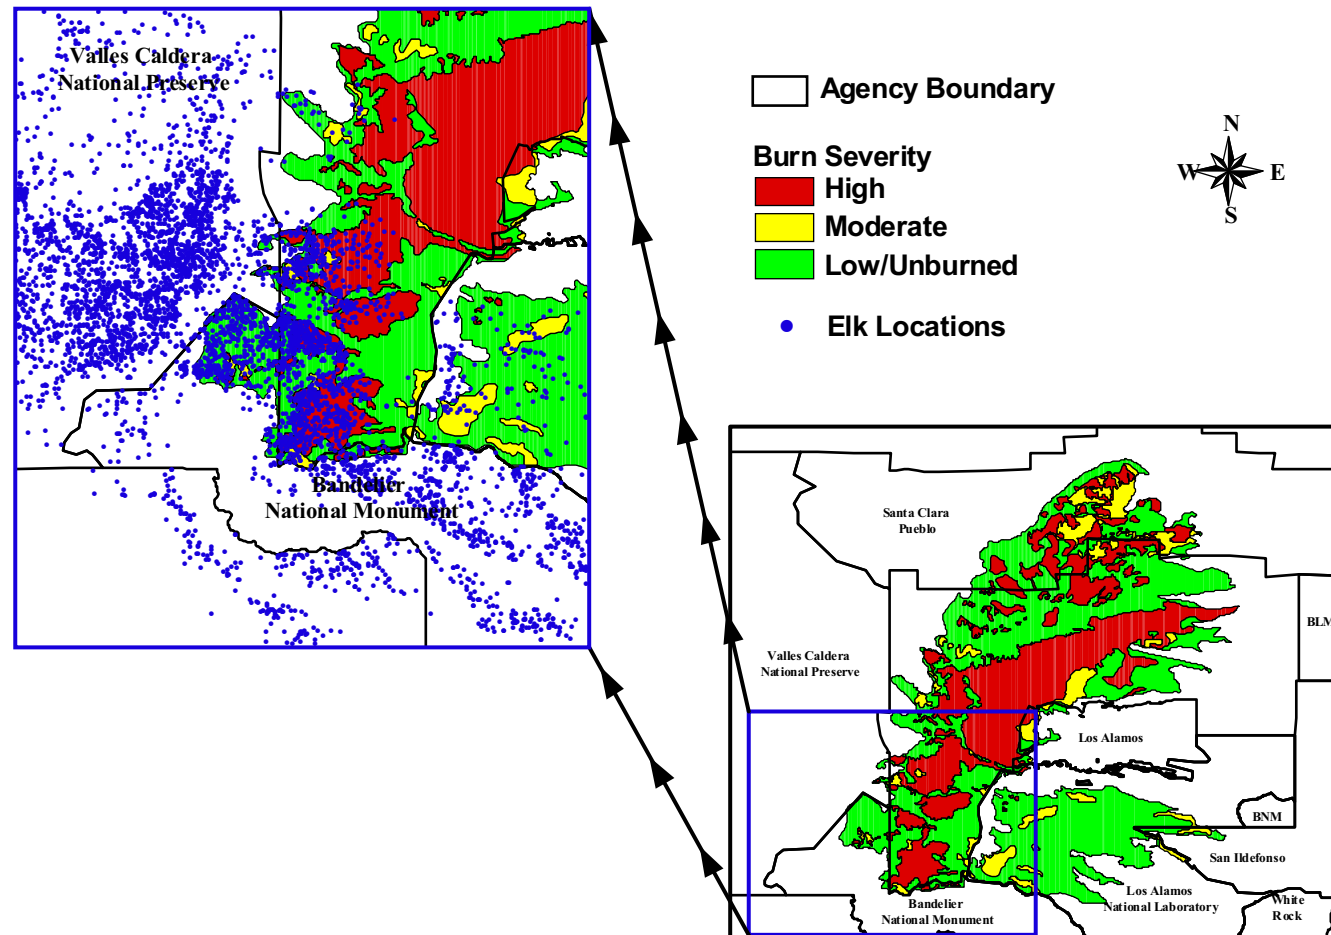 Valles Caldera
National Preserve
Bandelier
National Monument
Agency Boundary
Burn Severity
High
Moderate
Low/Unburned
Elk Locations
N
W
E
S
Santa Clara
Pueblo
BLM
Valles Caldera
National Preserve
Los Alamos
BNM
San Ildefonso
Los Alamos
National Laboratory
White
Rock
Bandelier
National Monument